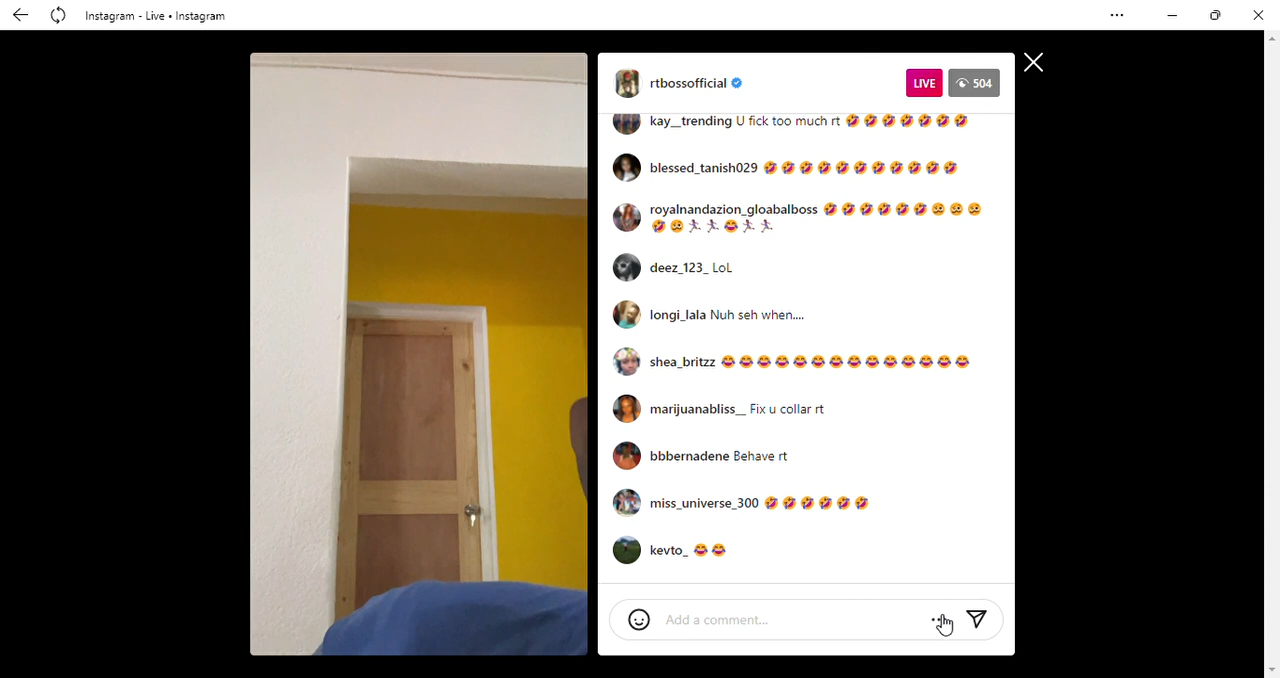 Instagram - Live • Instagram
rtbossofficial
LIVE 504
kay__trending U fick too much rt 🤣🤣🤣🤣🤣🤣🤣
blessed_tanish029 🤣🤣🤣🤣🤣🤣🤣🤣🤣🤣🤣
royalnandazion_gloabalboss 🤣🤣🤣🤣🤣🤣🥴🥴🥴
🤣🥴🏃🏾‍♀️🏃🏾‍♀️😂🏃🏾‍♀️🏃🏾‍♀️
deez_123_ LoL
longi_lala Nuh seh when....
shea_britzz 😂😂😂😂😂😂😂😂😂😂😂😂😂😂
marijuanabliss__ Fix u collar rt
bbbernadene Behave rt
miss_universe_300 🤣🤣🤣🤣🤣🤣
kevto_ 😂😂
Add a comment...